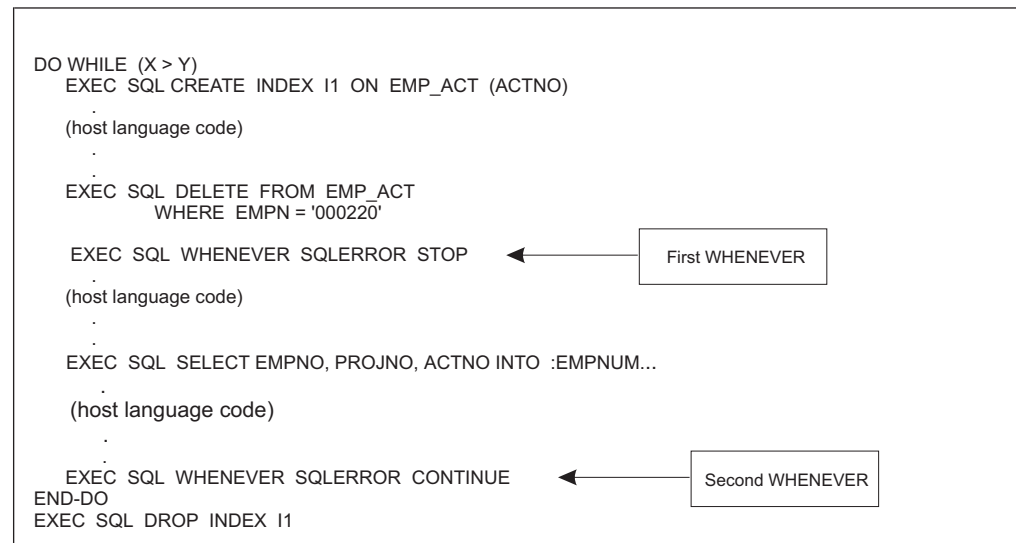 DO WHILE (X > Y)
EXEC SQL CREATE INDEX I1 ON EMP_ACT (ACTNO)
.
(host language code)
.
.
EXEC SQL DELETE FROM EMP_ACT
WHERE EMPN = '000220'
EXEC SQL WHENEVER SQLERROR STOP
First WHENEVER
.
(host language code)
.
.
EXEC SQL SELECT EMPNO, PROJNO, ACTNO INTO :EMPNUM...
.
(host language code)
.
.
EXEC SQL WHENEVER SQLERROR CONTINUE
Second WHENEVER
END-DO
EXEC SQL DROP INDEX I1